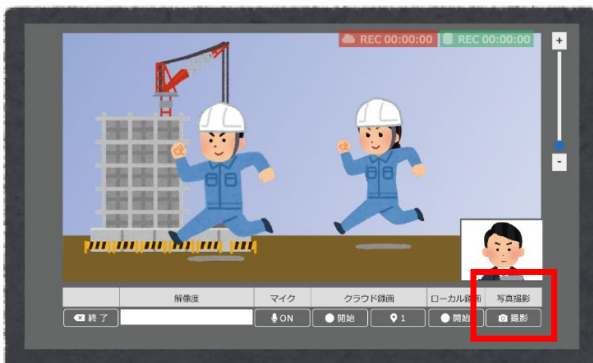 REC 00:00:00 REC 00:00:00
+
-
解像度 マイク クラウド録画 ローカル録画 写真撮影
終了 ON 開始 1 開始 撮影